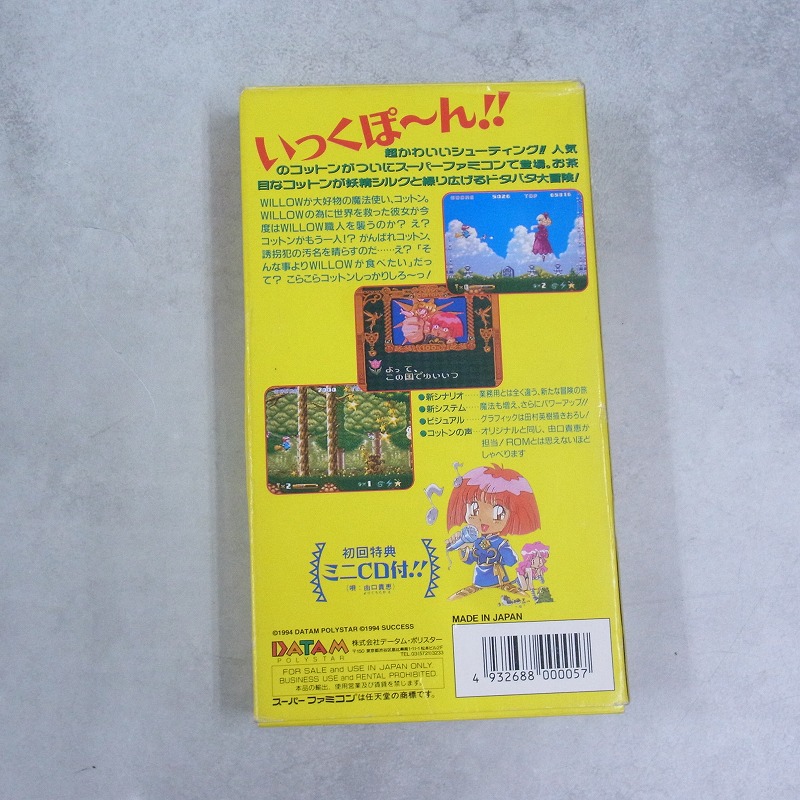 いっくぽ〜ん!!
超かわいいシューティング!! 人気
のコットンがついにスーパーファミコンで登場。お茶
目なコットンが妖精シルクと繰り広げるドタバタ大冒険!
WILLOWが大好物の魔法使い、コットン。
WILLOWの為に世界を救った彼女が今
度はWILLOW職人を襲うのか? え?
コットンがもう一人!? がんばれコットン、
誘拐犯の汚名を晴らすのだ……え?「そ
んな事よりWILLOWが食べたい」だっ
て? こらこらコットンしっかりしろ〜っ!
よって、
この国でゆいいつ
●新シナリオ…業務用とは全く違う、新たな冒険の旅
●新システム…魔法も増え、さらにパワーアップ!!
●ビジュアル…グラフィックは田村英樹描きおろし!
●コットンの声…オリジナルと同じ、由口貴恵が
担当! ROMとは思えないほど
しゃべります
初回特典
ミニCD付!!
(唄:由口貴恵)
MADE IN JAPAN
©1994 DATAM POLYSTAR ©1994 SUCCESS
DATAM
POLYSTAR
株式会社データム・ポリスター
FOR SALE and USE IN JAPAN ONLY.
BUSINESS USE and RENTAL PROHIBITED.
本品の輸出、使用営業及び賃貸を禁じます。
スーパーファミコンは任天堂の商標です。
4 932688 000057